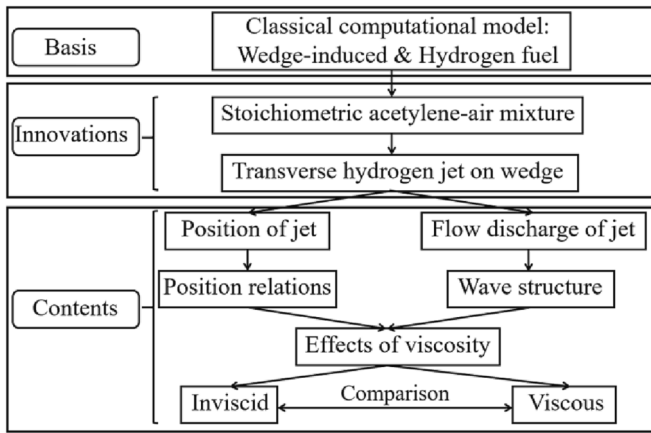 Basis
Classical computational model:
Wedge-induced & Hydrogen fuel
Innovations
Stoichiometric acetylene-air mixture
Transverse hydrogen jet on wedge
Contents
Position of jet
Flow discharge of jet
Position relations
Wave structure
Effects of viscosity
Inviscid
Comparison
Viscous